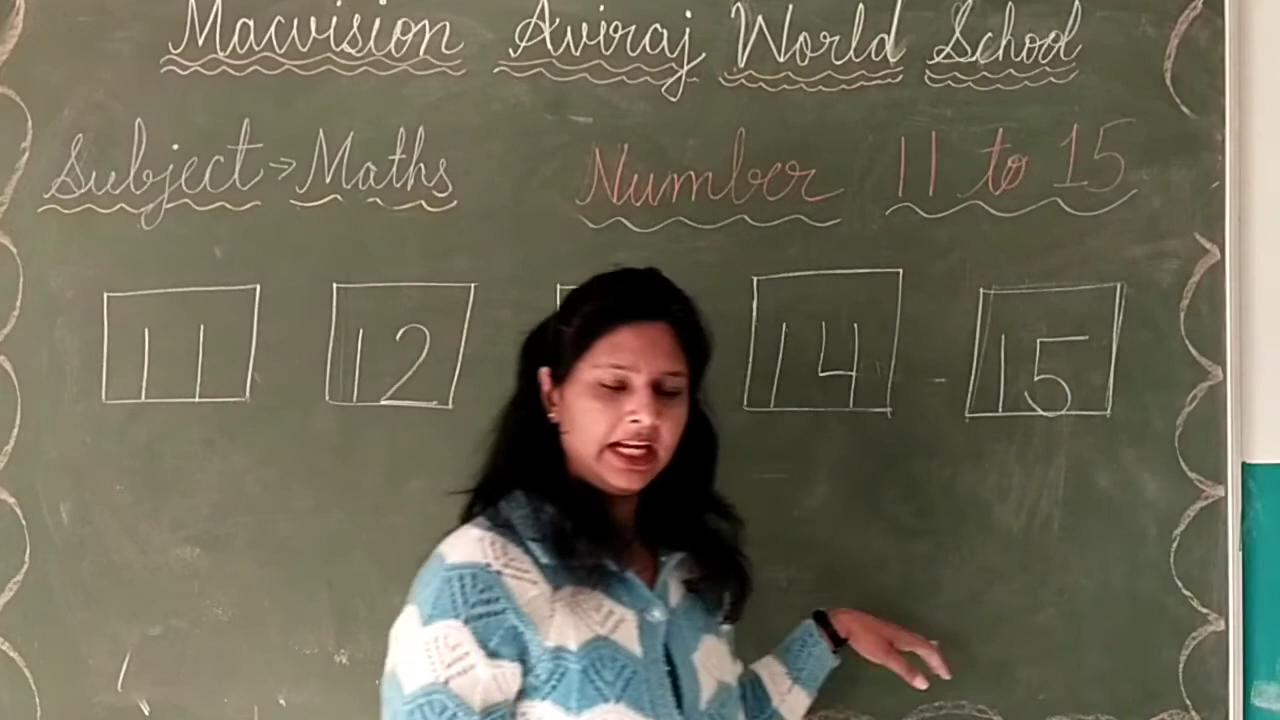 Macvision Aviraj World School
Subject → Maths Number 11 to 15
11 12 14 15